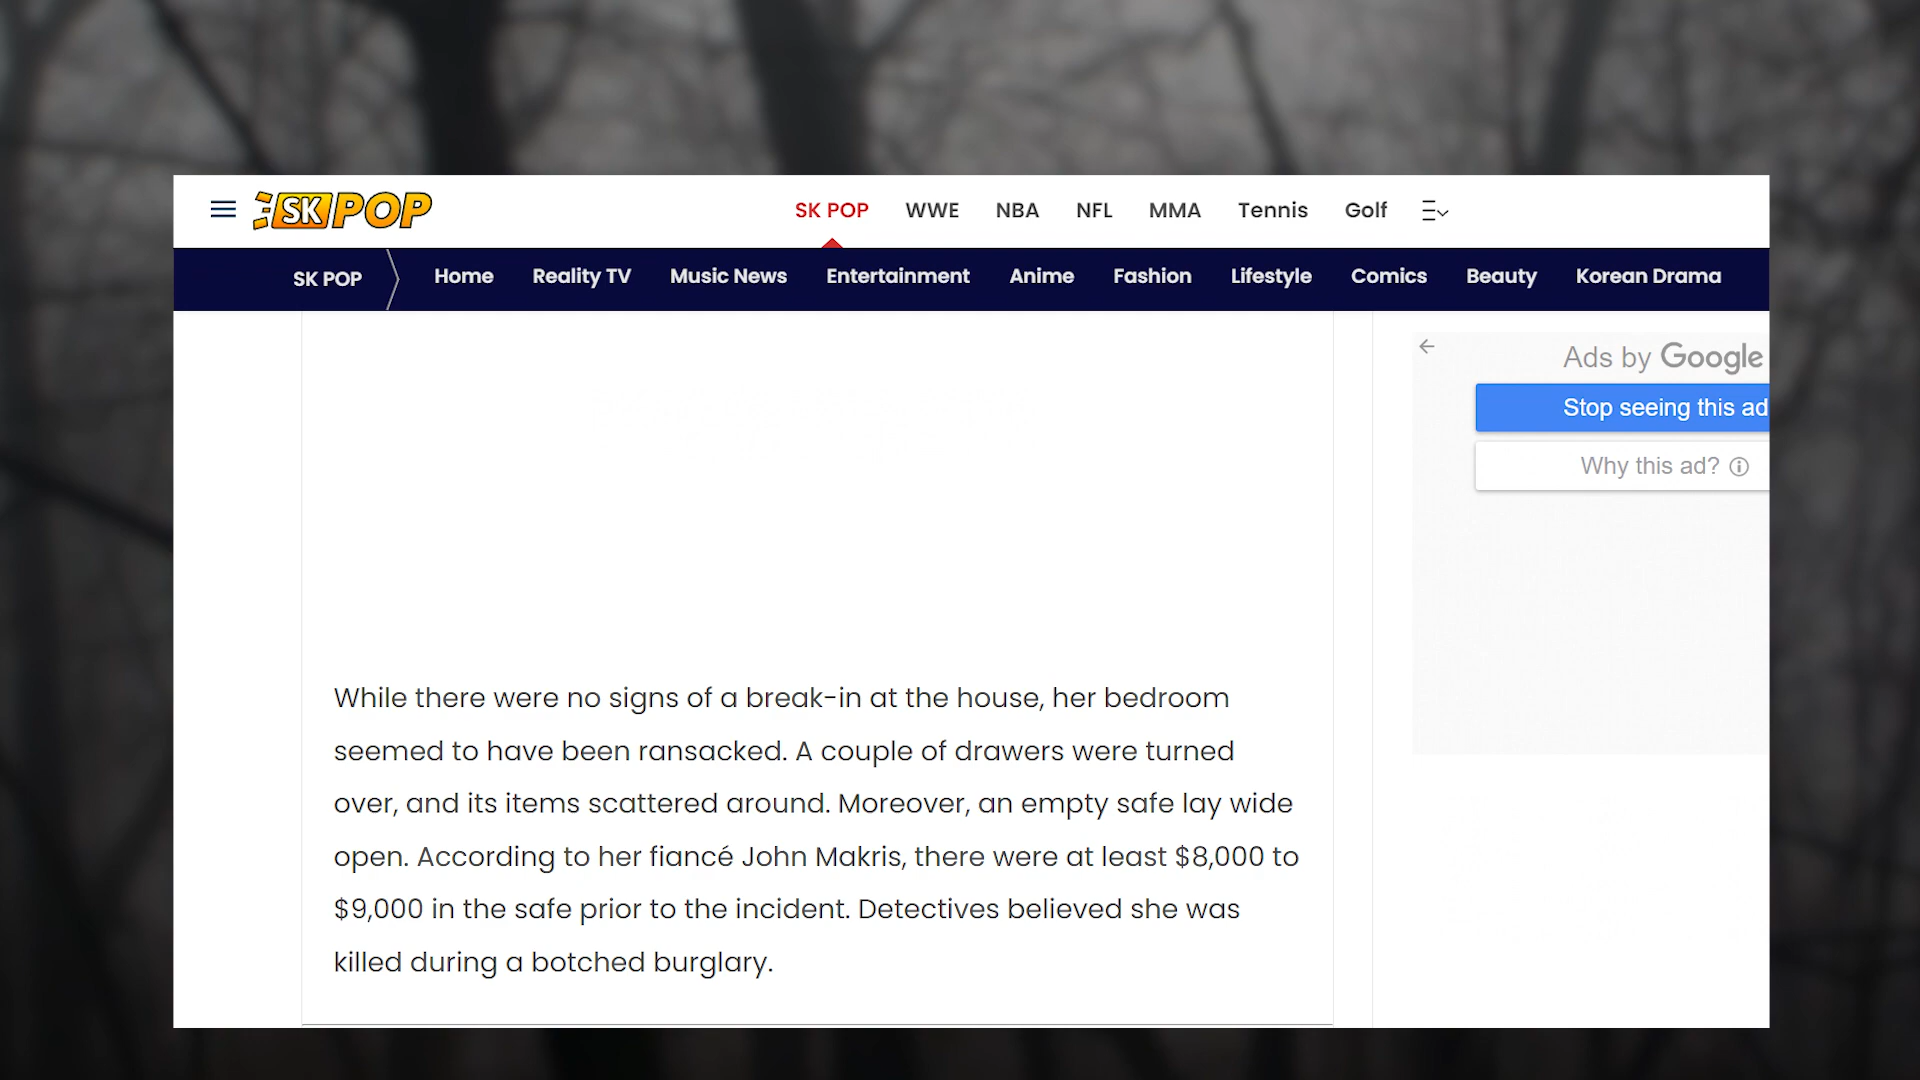 SK POP
SK POP WWE NBA NFL MMA Tennis Golf
SK POP Home Reality TV Music News Entertainment Anime Fashion Lifestyle Comics Beauty Korean Drama
Ads by Google
Stop seeing this ad
Why this ad?
While there were no signs of a break-in at the house, her bedroom
seemed to have been ransacked. A couple of drawers were turned
over, and its items scattered around. Moreover, an empty safe lay wide
open. According to her fiancé John Makris, there were at least $8,000 to
$9,000 in the safe prior to the incident. Detectives believed she was
killed during a botched burglary.